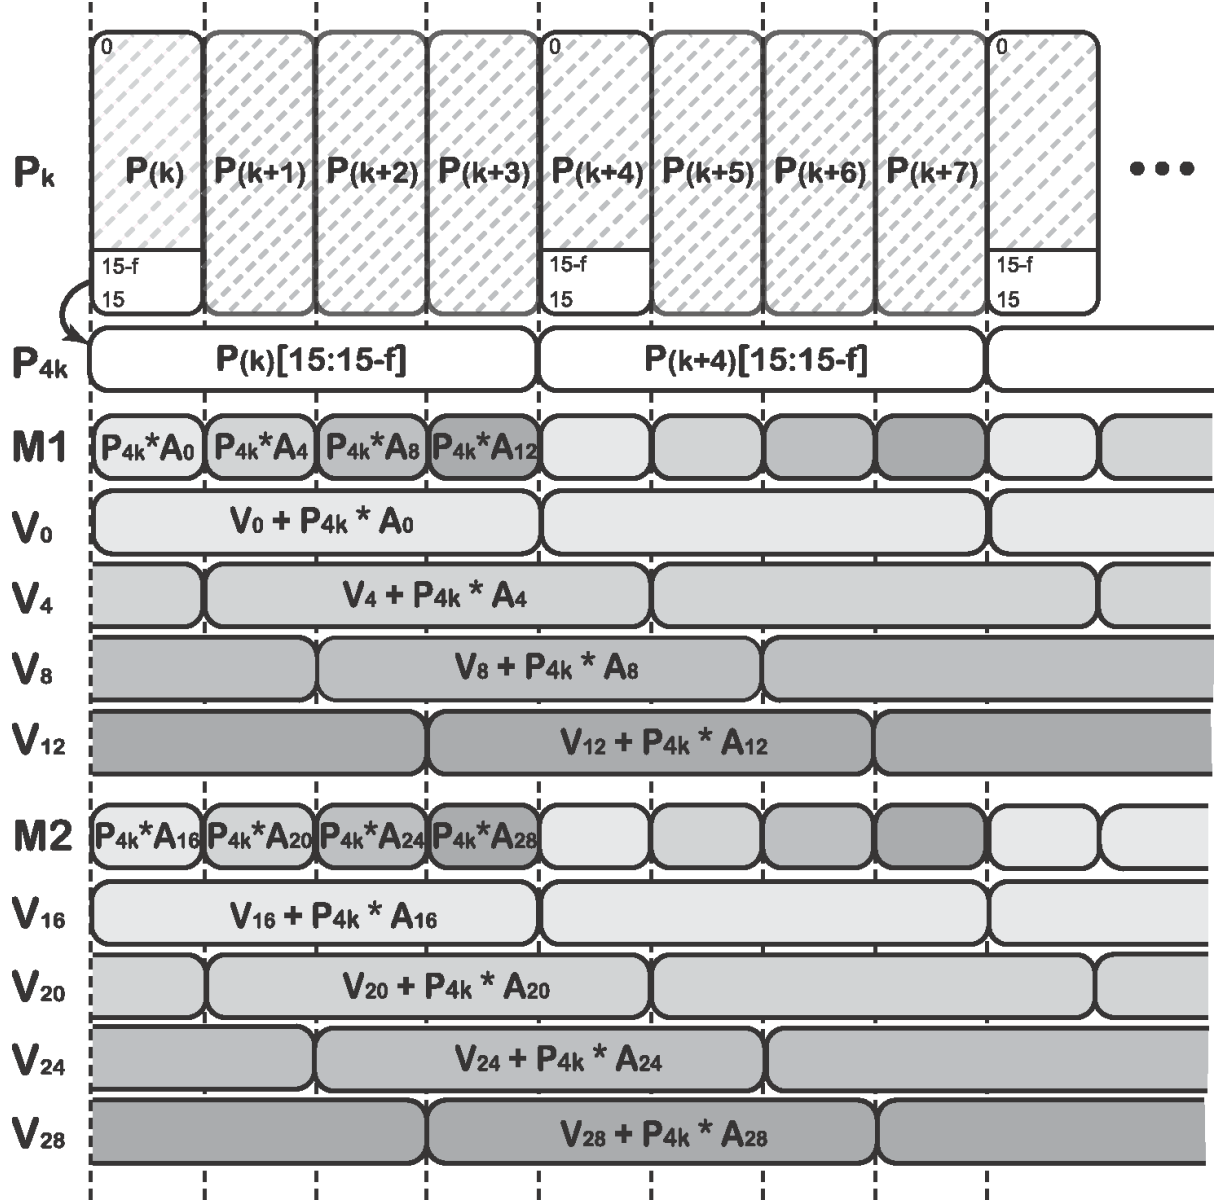 0 0 0
Pk P(k) P(k+1) P(k+2) P(k+3) P(k+4) P(k+5) P(k+6) P(k+7) •••
15-f 15-f 15-f
15 15 15
P4k P(k)[15:15-f] P(k+4)[15:15-f]
M1 P4k*A0 P4k*A4 P4k*A8 P4k*A12
V0 V0 + P4k * A0
V4 V4 + P4k * A4
V8 V8 + P4k * A8
V12 V12 + P4k * A12
M2 P4k*A16 P4k*A20 P4k*A24 P4k*A28
V16 V16 + P4k * A16
V20 V20 + P4k * A20
V24 V24 + P4k * A24
V28 V28 + P4k * A28